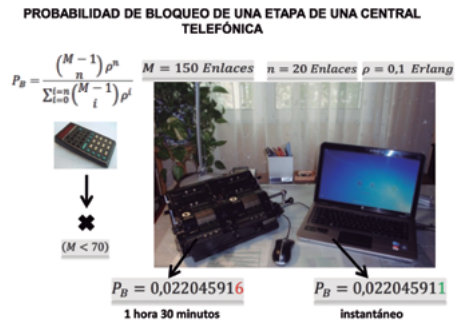 PROBABILIDAD DE BLOQUEO DE UNA ETAPA DE UNA CENTRAL
TELEFÓNICA
P_B = \frac{\binom{M-1}{n} \rho^n}{\sum_{i=0}^{i=n} \binom{M-1}{i} \rho^i}
M = 150 Enlaces n = 20 Enlaces ρ = 0,1 Erlang
(M < 70)
P_B = 0,022045916
P_B = 0,022045911
1 hora 30 minutos
instantáneo